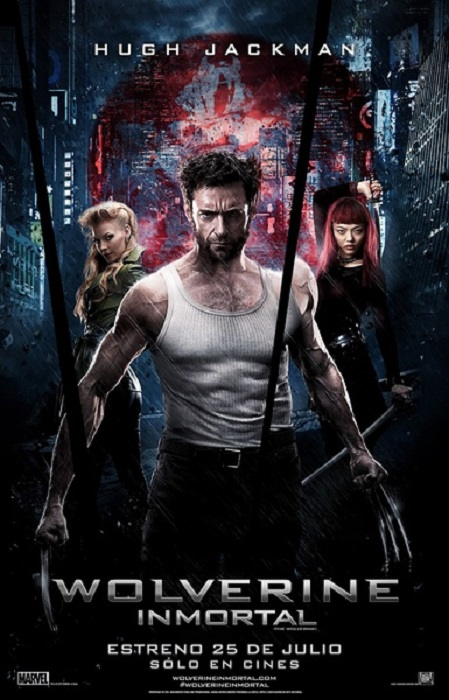 HUGH JACKMAN
WOLVERINE
INMORTAL
ESTRENO 25 DE JULIO
SÓLO EN CINES
WOLVERINEINMORTAL.COM
#WOLVERINEINMORTAL
MARVEL